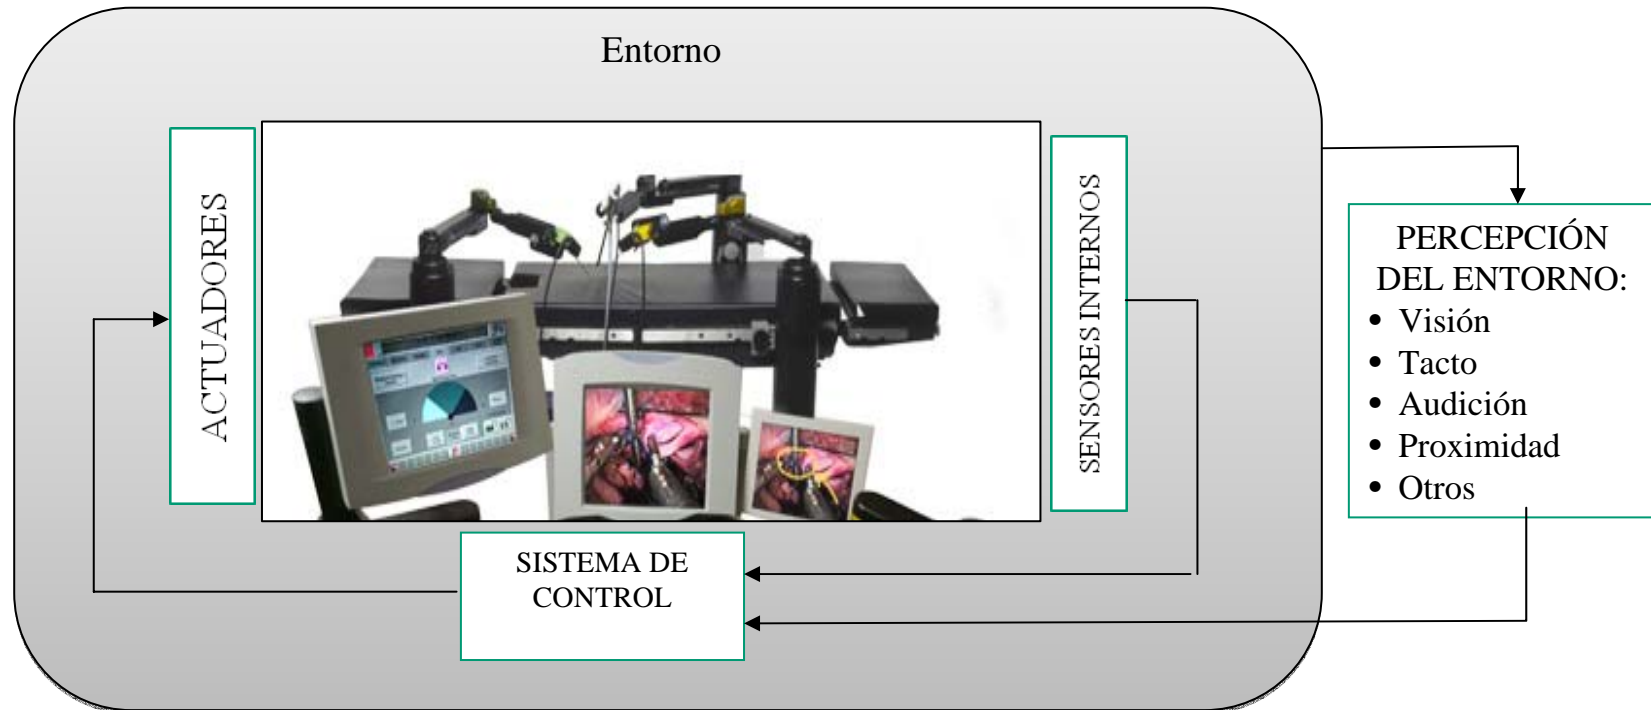 Entorno
ACTUADORES
SENSORES INTERNOS
PERCEPCIÓN
DEL ENTORNO:
• Visión
• Tacto
• Audición
• Proximidad
• Otros
SISTEMA DE
CONTROL